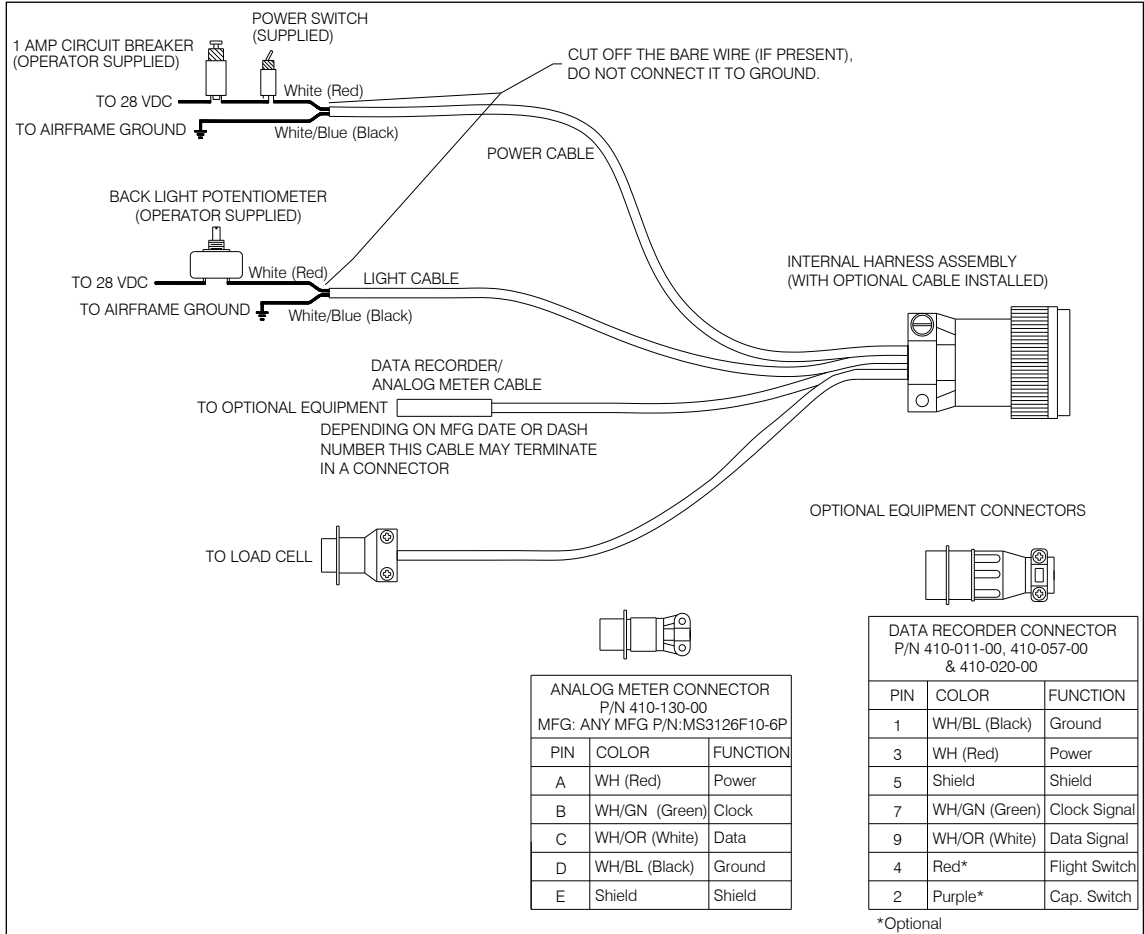 1 AMP CIRCUIT BREAKER
(OPERATOR SUPPLIED)
POWER SWITCH
(SUPPLIED)
CUT OFF THE BARE WIRE (IF PRESENT),
DO NOT CONNECT IT TO GROUND.
TO 28 VDC
White (Red)
TO AIRFRAME GROUND
White/Blue (Black)
POWER CABLE
BACK LIGHT POTENTIOMETER
(OPERATOR SUPPLIED)
TO 28 VDC
White (Red)
LIGHT CABLE
TO AIRFRAME GROUND
White/Blue (Black)
INTERNAL HARNESS ASSEMBLY
(WITH OPTIONAL CABLE INSTALLED)
DATA RECORDER/
ANALOG METER CABLE
TO OPTIONAL EQUIPMENT
DEPENDING ON MFG DATE OR DASH
NUMBER THIS CABLE MAY TERMINATE
IN A CONNECTOR
TO LOAD CELL
OPTIONAL EQUIPMENT CONNECTORS
ANALOG METER CONNECTOR
P/N 410-130-00
MFG: ANY MFG P/N:MS3126F10-6P
PIN COLOR FUNCTION
A WH (Red) Power
B WH/GN (Green) Clock
C WH/OR (White) Data
D WH/BL (Black) Ground
E Shield Shield
DATA RECORDER CONNECTOR
P/N 410-011-00, 410-057-00
& 410-020-00
PIN COLOR FUNCTION
1 WH/BL (Black) Ground
3 WH (Red) Power
5 Shield Shield
7 WH/GN (Green) Clock Signal
9 WH/OR (White) Data Signal
4 Red* Flight Switch
2 Purple* Cap. Switch
*Optional